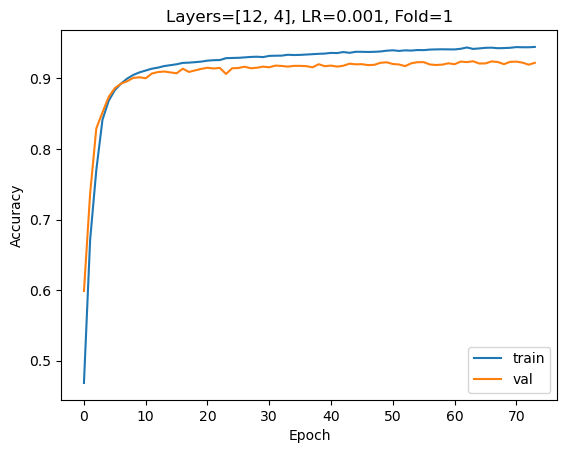 Layers=[12, 4], LR=0.001, Fold=1
0.9
0.8
0.7
0.6
0.5
Accuracy
0 10 20 30 40 50 60 70
Epoch
train
val